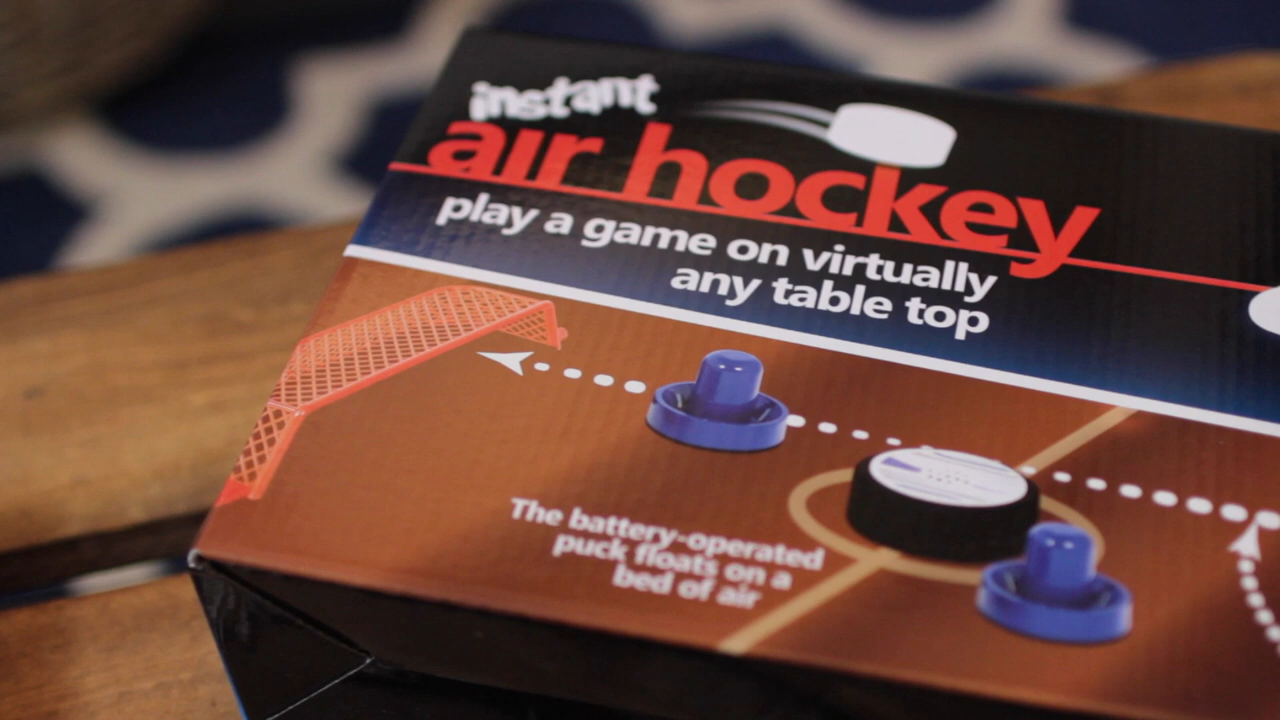 instant
air hockey
play a game on virtually
any table top
The battery-operated
puck floats on a
bed of air